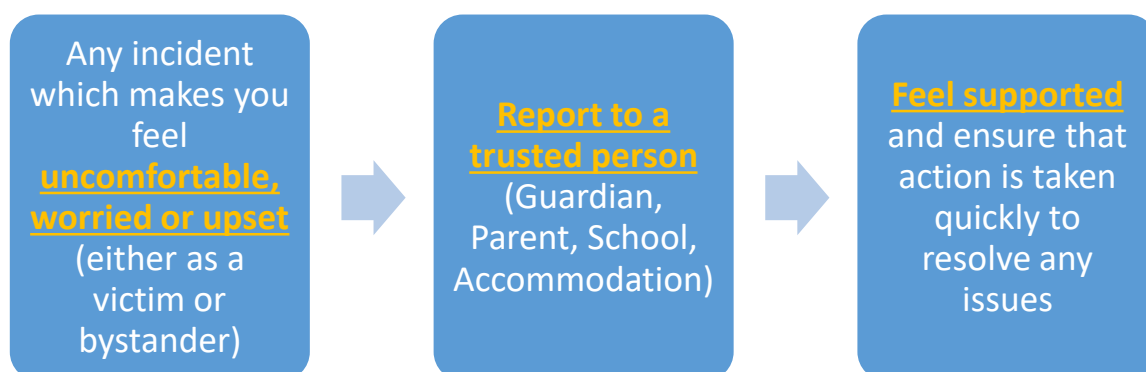 Any incident
which makes you
feel
uncomfortable,
worried or upset
(either as a
victim or
bystander)
Report to a
trusted person
(Guardian,
Parent, School,
Accommodation)
Feel supported
and ensure that
action is taken
quickly to
resolve any
issues